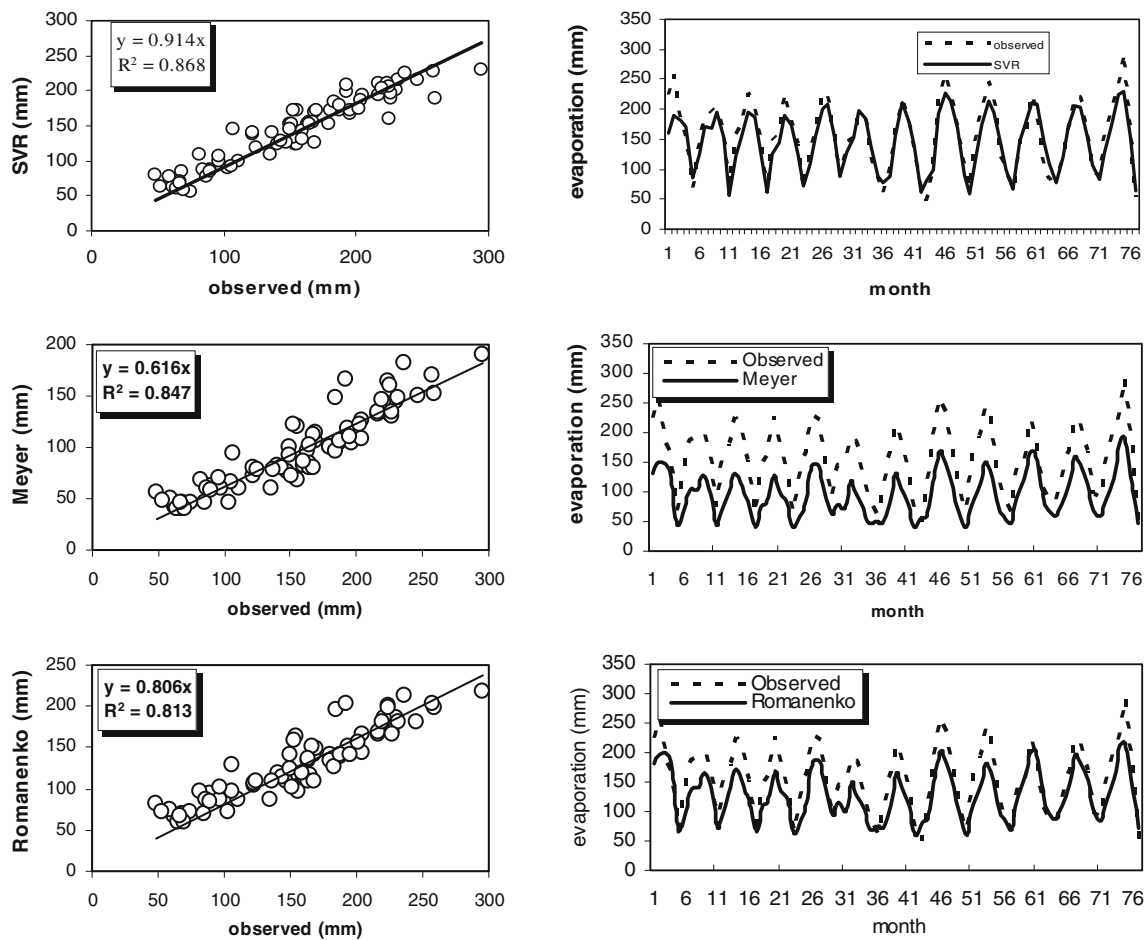 300
250
200
150
100
50
0
SVR (mm)
y = 0.914x
R² = 0.868
0 100 200 300
observed (mm)
350
300
250
200
150
100
50
0
evaporation (mm)
observed
SVR
1 6 11 16 21 26 31 36 41 46 51 56 61 66 71 76
month
200
150
100
50
0
Meyer (mm)
y = 0.616x
R² = 0.847
0 50 100 150 200 250 300
observed (mm)
350
300
250
200
150
100
50
0
evaporation (mm)
Observed
Meyer
1 6 11 16 21 26 31 36 41 46 51 56 61 66 71 76
month
250
200
150
100
50
0
Romanenko (mm)
y = 0.806x
R² = 0.813
0 50 100 150 200 250 300
observed (mm)
350
300
250
200
150
100
50
0
evaporation (mm)
Observed
Romanenko
1 6 11 16 21 26 31 36 41 46 51 56 61 66 71 76
month